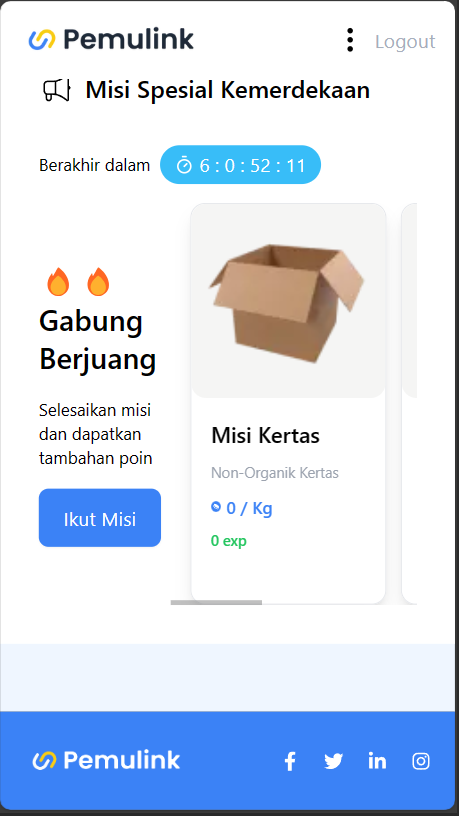 Pemulink
Logout
Misi Spesial Kemerdekaan
Berakhir dalam
6 : 0 : 52 : 11
Gabung
Berjuang
Selesaikan misi
dan dapatkan
tambahan poin
Ikut Misi
Misi Kertas
Non-Organik Kertas
0 / Kg
0 exp
Pemulink